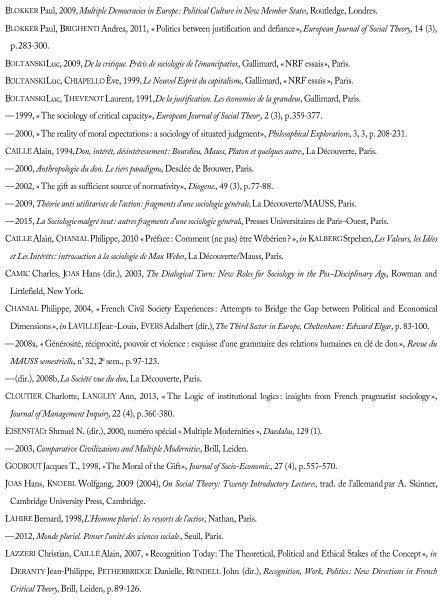 BLOKKER Paul, 2009, Multiple Democracies in Europe : Political Culture in New Member State, Routledge, Londres.
BLOKKER Paul, BRIGHENTI Andrea, 2011, « Politics between justification and defiance », European Journal of Social Theory, 14 (3),
p.283-300.
BOLTANSKI Luc, 2009, De la critique. Précis de sociologie de l'émancipation, Gallimard, « NRF essais », Paris.
BOLTANSKI Luc, CHIAPELLO Ève, 1999, Le Nouvel Esprit du capitalisme, Gallimard, « NRF essais », Paris.
BOLTANSKI Luc, THEVENOT Laurent, 1991, De la justification. Les économies de la grandeur, Gallimard, Paris.
—1999, « The sociology of critical capacity», European Journal of Social Theory, 2 (3), p.359-377.
—2000, « The reality of moral expectations : a sociology of situated judgment», Philosophical Explorations, 3, 3, p. 208-231.
CAILLE Alain, 1994, Don, intérêt, désintéressement : Bourdieu, Mauss, Platon et quelques autres, La Découverte, Paris.
—2000, Anthropologie du don. Le tiers paradigme, Desclée de Brouwer, Paris.
—2002, « The gift as sufficient source of normativity», Diogene, 49 (3), p.77-88.
—2009, Théorie anti utilitariste de l'action : fragments d'une sociologie générale, La Découverte/MAUSS, Paris.
—2015, La Sociologie malgré tout : autres fragments d'une sociologie générale, Presses Universitaires de Paris-Ouest, Paris.
CAILLE Alain, CHANIAL Philippe, 2010 « Préface : Comment (ne pas) être Wébérien ? », in KALBERG Stpehen, Les Valeurs, les Idées
et Les Intérêts : introduction à la sociologie de Max Weber, La Découverte/Mauss, Paris.
CAMIC Charles, JOAS Hans (dir.), 2003, The Dialogical Turn: New Roles for Sociology in the Pos-Disciplinary Age, Rowman and
Littlefield, New York.
CHANIAL Philippe, 2004, « French Civil Society Experiences : Attempts to Bridge the Gap between Political and Economical
Dimensions », in LAVILLE Jean-Louis, EVERS Adalbert (dir.), The Third Sector in Europe, Cheltenham : Edward Elgar, p. 83-100.
—2008a, « Générosité, réciprocité, pouvoir et violence : esquisse d'une grammaire des relations humaines en clé de don », Revue du
MAUSS semestrielle, n° 32, 2e sem., p. 97-123.
—(dir.), 2008b, La Société vue du don, La Découverte, Paris.
CLOUTIER Charlotte, LANGLEY Ann, 2013, « The Logic of institutional logics : insights from French pragmatist sociology»,
Journal of Management Inquiry, 22 (4), p.360-380.
EISENSTADT Shmuel N. (dir.), 2000, numéro spécial « Multiple Modernities », Daedalus, 129 (1).
—2003, Comparative Civilizations and Multiple Modernities, Brill, Leiden.
GODBOUT Jacques T., 1998, « The Moral of the Gift», Journal of Socio-Economic, 27 (4), p.557-570.
JOAS Hans, KNOEBL Wolfgang, 2009 (2004), On Social Theory: Twenty Introductory Lecture, trad. de l'allemand par A. Skinner,
Cambridge University Press, Cambridge.
LAHIRE Bernard, 1998, L'Homme pluriel : les ressorts de l'action, Nathan, Paris.
—2012, Monde pluriel. Penser l'unité des sciences sociales, Seuil, Paris.
LAZZERI Christian, CAILLÉ Alain, 2007, « Recognition Today: The Theoretical, Political and Ethical Stakes of the Concept », in
DERANTY Jean-Philippe, PETHERBRIDGE Danielle, RUNDELL John (dir.), Recognition, Work, Politics : New Directions in French
Critical Theory, Brill, Leiden, p. 89-126.